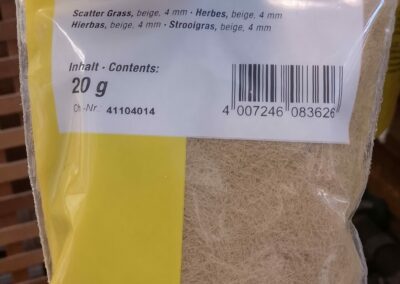 Scatter Grass, beige, 4 mm · Herbes, beige, 4 mm
Hierbas, beige, 4 mm · Strooigras, beige, 4 mm
Inhalt · Contents:
20 g
Ch.-Nr. 41104014
4 007246 083626